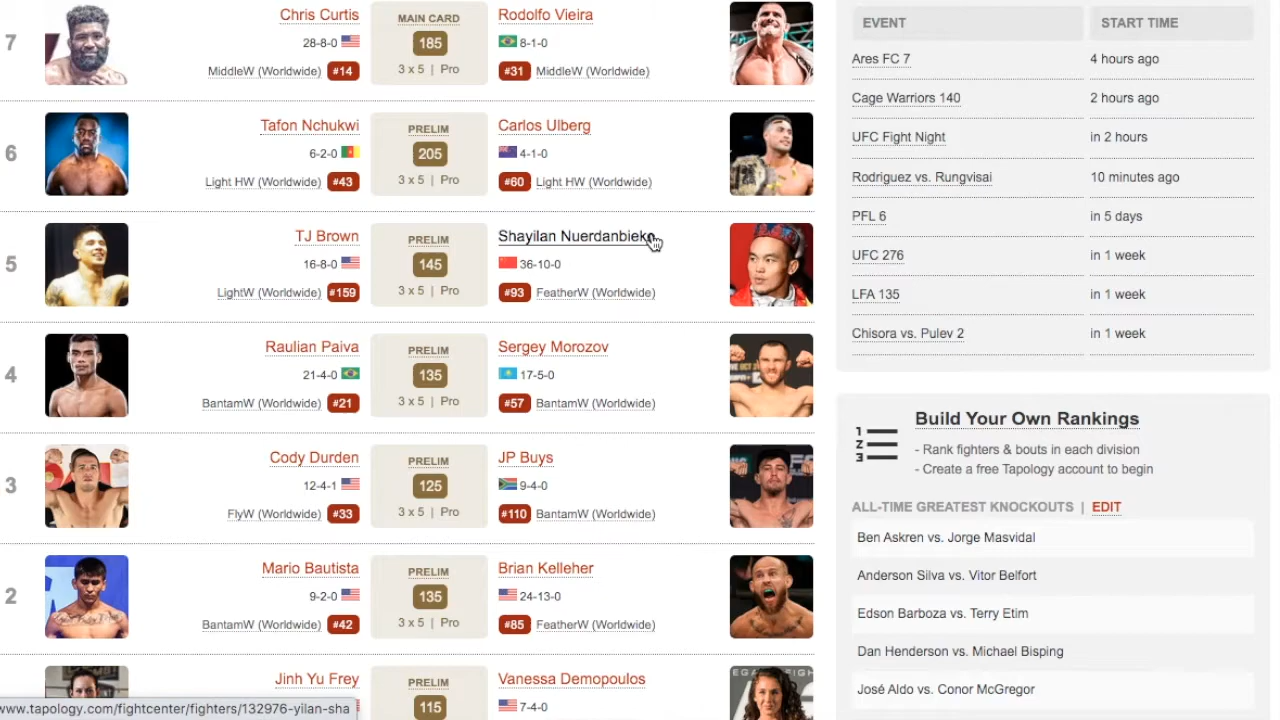 7
Chris Curtis
28-8-0
MiddleW (Worldwide) #14
MAIN CARD
185
3 x 5 | Pro
Rodolfo Vieira
8-1-0
#31 MiddleW (Worldwide)
6
Tafon Nchukwi
6-2-0
Light HW (Worldwide) #43
PRELIM
205
3 x 5 | Pro
Carlos Ulberg
4-1-0
#60 Light HW (Worldwide)
5
TJ Brown
16-8-0
LightW (Worldwide) #159
PRELIM
145
3 x 5 | Pro
Shayilan Nuerdanbieke
36-10-0
#93 FeatherW (Worldwide)
4
Raulian Paiva
21-4-0
BantamW (Worldwide) #21
PRELIM
135
3 x 5 | Pro
Sergey Morozov
17-5-0
#57 BantamW (Worldwide)
3
Cody Durden
12-4-1
FlyW (Worldwide) #33
PRELIM
125
3 x 5 | Pro
JP Buys
9-4-0
#110 BantamW (Worldwide)
2
Mario Bautista
9-2-0
BantamW (Worldwide) #42
PRELIM
135
3 x 5 | Pro
Brian Kelleher
24-13-0
#85 FeatherW (Worldwide)
Jinh Yu Frey
PRELIM
115
Vanessa Demopoulos
7-4-0
www.tapology.com/fightcenter/fighters/132976-yilan-sha
EVENT START TIME
Ares FC 7 4 hours ago
Cage Warriors 140 2 hours ago
UFC Fight Night in 2 hours
Rodriguez vs. Rungvisai 10 minutes ago
PFL 6 in 5 days
UFC 276 in 1 week
LFA 135 in 1 week
Chisora vs. Pulev 2 in 1 week
1
2
3
Build Your Own Rankings
- Rank fighters & bouts in each division
- Create a free Tapology account to begin
ALL-TIME GREATEST KNOCKOUTS | EDIT
Ben Askren vs. Jorge Masvidal
Anderson Silva vs. Vitor Belfort
Edson Barboza vs. Terry Etim
Dan Henderson vs. Michael Bisping
José Aldo vs. Conor McGregor